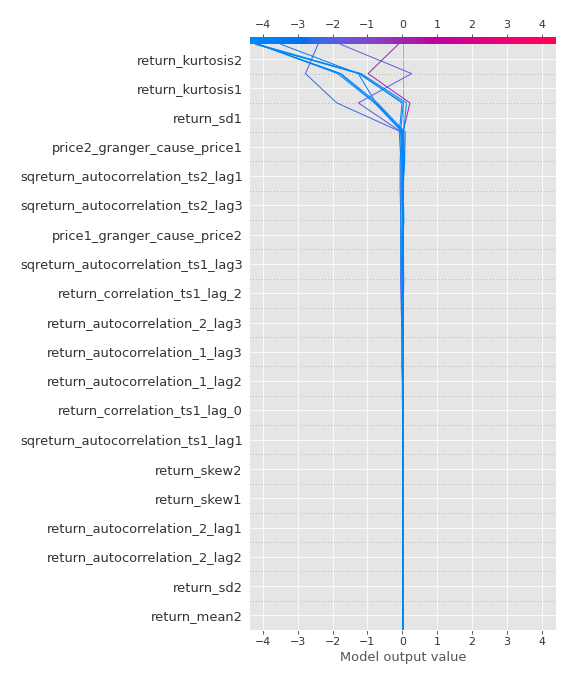 −4 −3 −2 −1 0 1 2 3 4
return_kurtosis2
return_kurtosis1
return_sd1
price2_granger_cause_price1
sqreturn_autocorrelation_ts2_lag1
sqreturn_autocorrelation_ts2_lag3
price1_granger_cause_price2
sqreturn_autocorrelation_ts1_lag3
return_correlation_ts1_lag_2
return_autocorrelation_2_lag3
return_autocorrelation_1_lag3
return_autocorrelation_1_lag2
return_correlation_ts1_lag_0
sqreturn_autocorrelation_ts1_lag1
return_skew2
return_skew1
return_autocorrelation_2_lag1
return_autocorrelation_2_lag2
return_sd2
return_mean2
−4 −3 −2 −1 0 1 2 3 4
Model output value